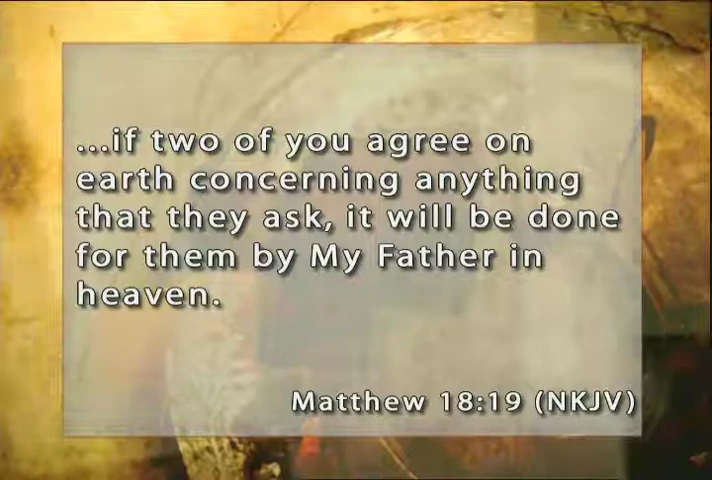 ...if two of you agree on
earth concerning anything
that they ask, it will be done
for them by My Father in
heaven.
Matthew 18:19 (NKJV)